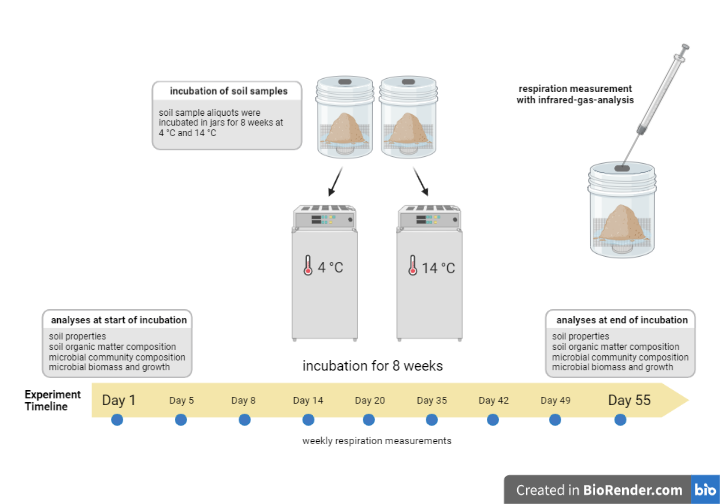 incubation of soil samples
soil sample aliquots were
incubated in jars for 8 weeks at
4 °C and 14 °C
respiration measurement
with infrared-gas-analysis
4 °C
14 °C
analyses at start of incubation
soil properties
soil organic matter composition
microbial community composition
microbial biomass and growth
analyses at end of incubation
soil properties
soil organic matter composition
microbial community composition
microbial biomass and growth
incubation for 8 weeks
Experiment
Timeline
Day 1 Day 5 Day 8 Day 14 Day 20 Day 35 Day 42 Day 49 Day 55
weekly respiration measurements
Created in BioRender.com bio